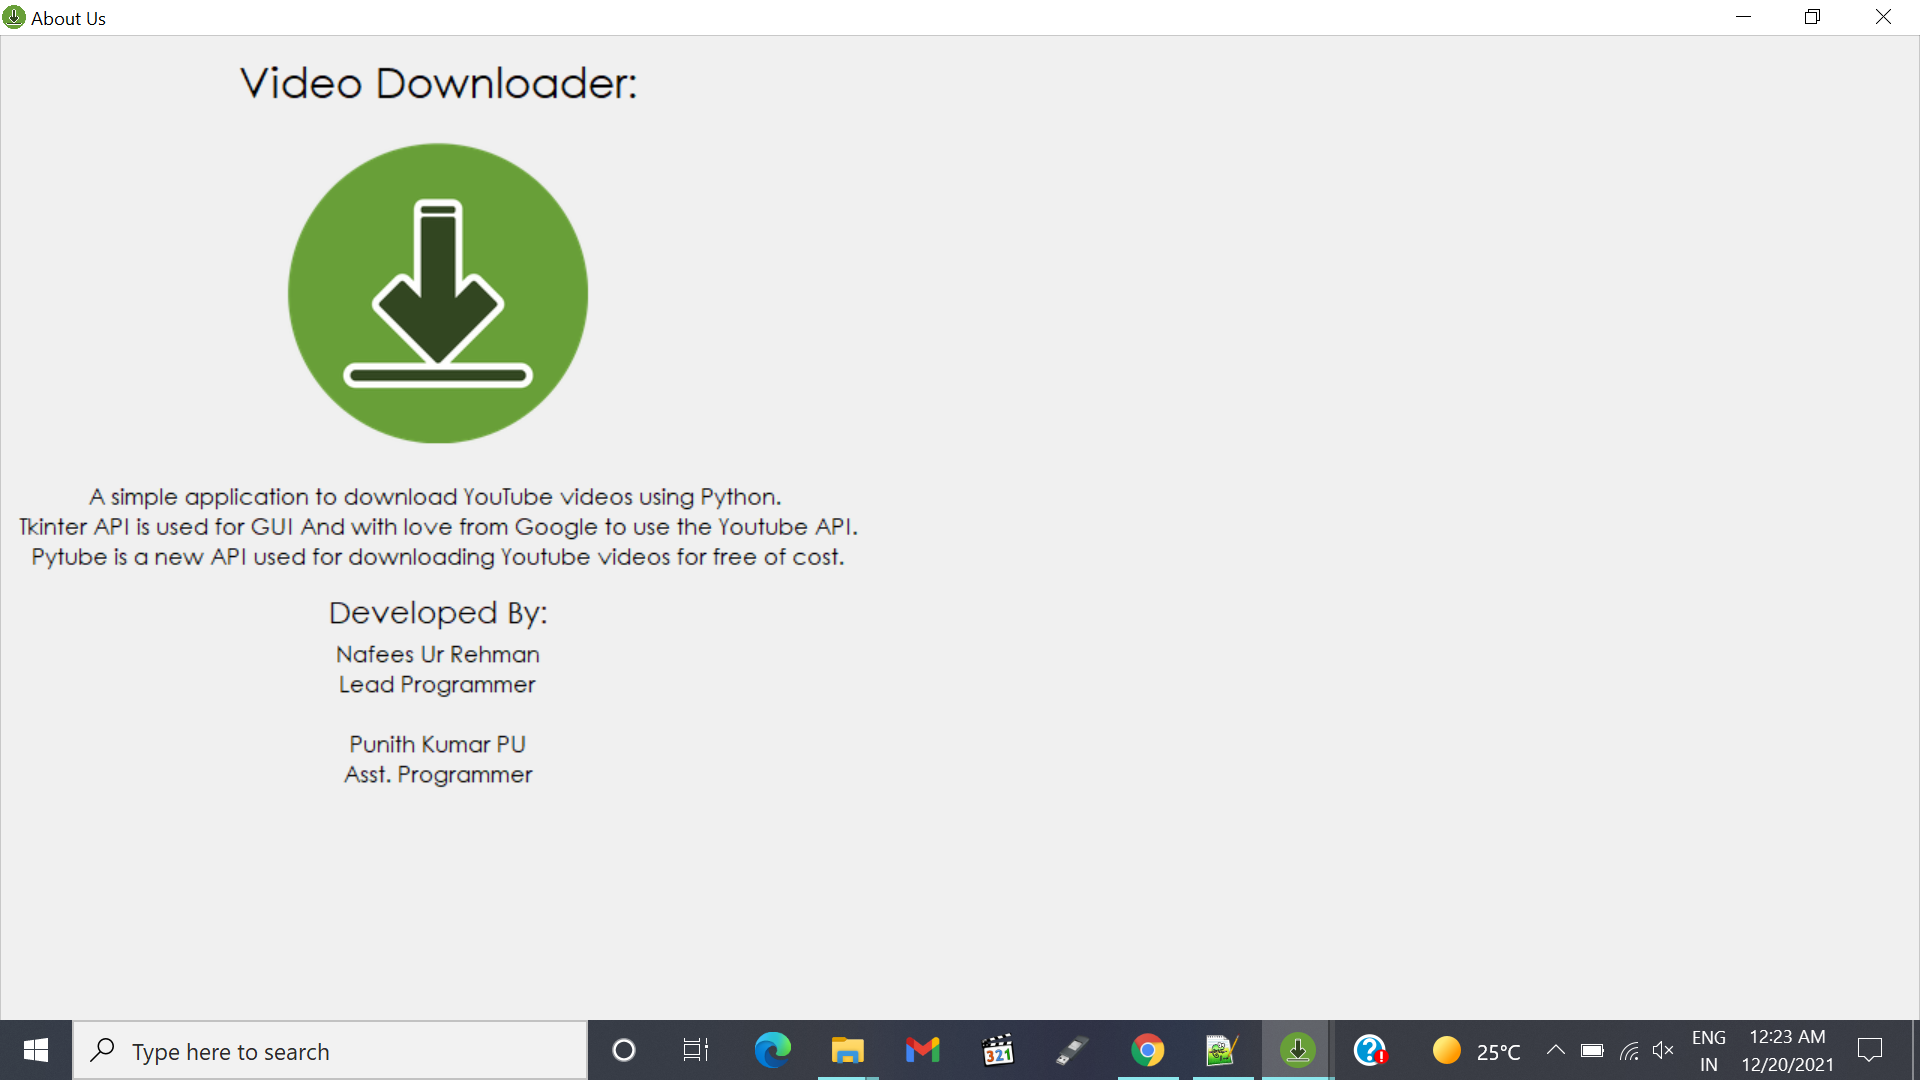 About Us
Video Downloader:
A simple application to download YouTube videos using Python.
Tkinter API is used for GUI And with love from Google to use the Youtube API.
Pytube is a new API used for downloading Youtube videos for free of cost.
Developed By:
Nafees Ur Rehman
Lead Programmer
Punith Kumar PU
Asst. Programmer
Type here to search
321
25°C
ENG
IN
12:23 AM
12/20/2021